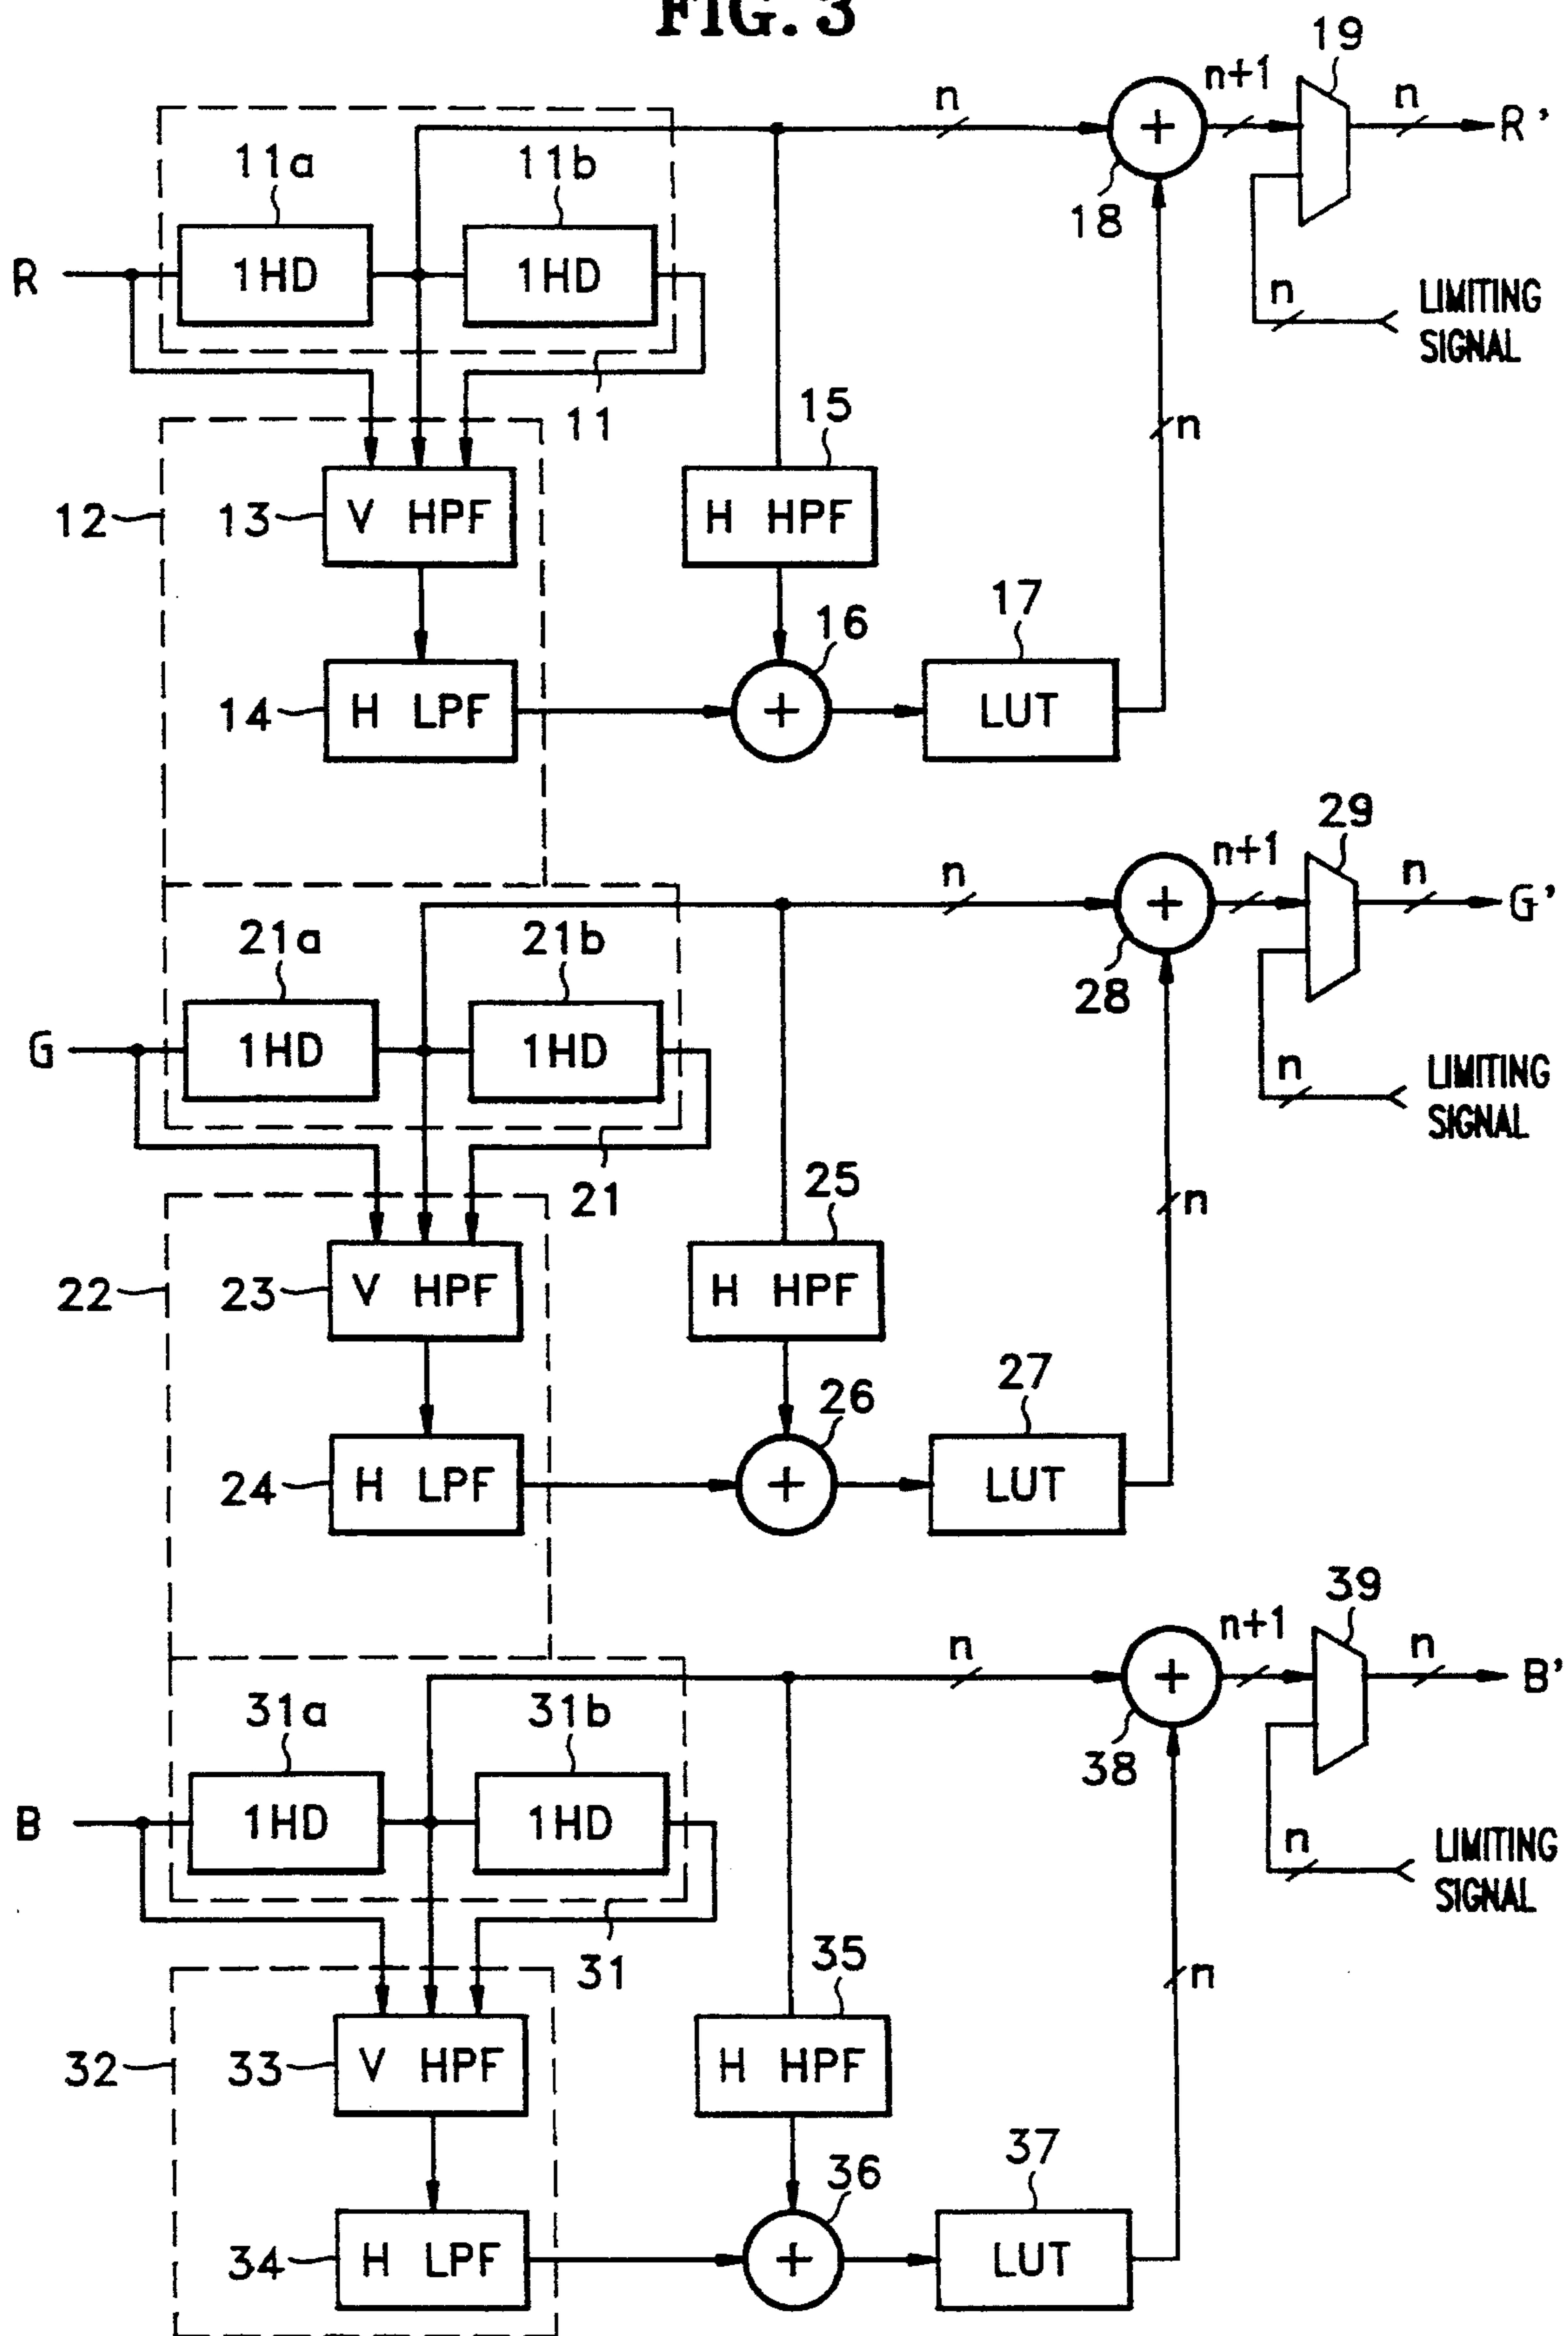 FIG. 3
19
n
n+1
n
R'
18
11a
11b
R
1HD
1HD
n
LIMITING
SIGNAL
11
15
n
12
13
V HPF
H HPF
16
17
14
H LPF
+
LUT
+
29
n
n+1
n
G'
+
28
21a
21b
G
1HD
1HD
n
LIMITING
SIGNAL
21
25
n
22
23
V HPF
H HPF
26
27
24
H LPF
+
LUT
39
n
n+1
n
B'
+
38
31a
31b
B
1HD
1HD
n
LIMITING
SIGNAL
31
35
n
32
33
V HPF
H HPF
36
37
34
H LPF
+
LUT